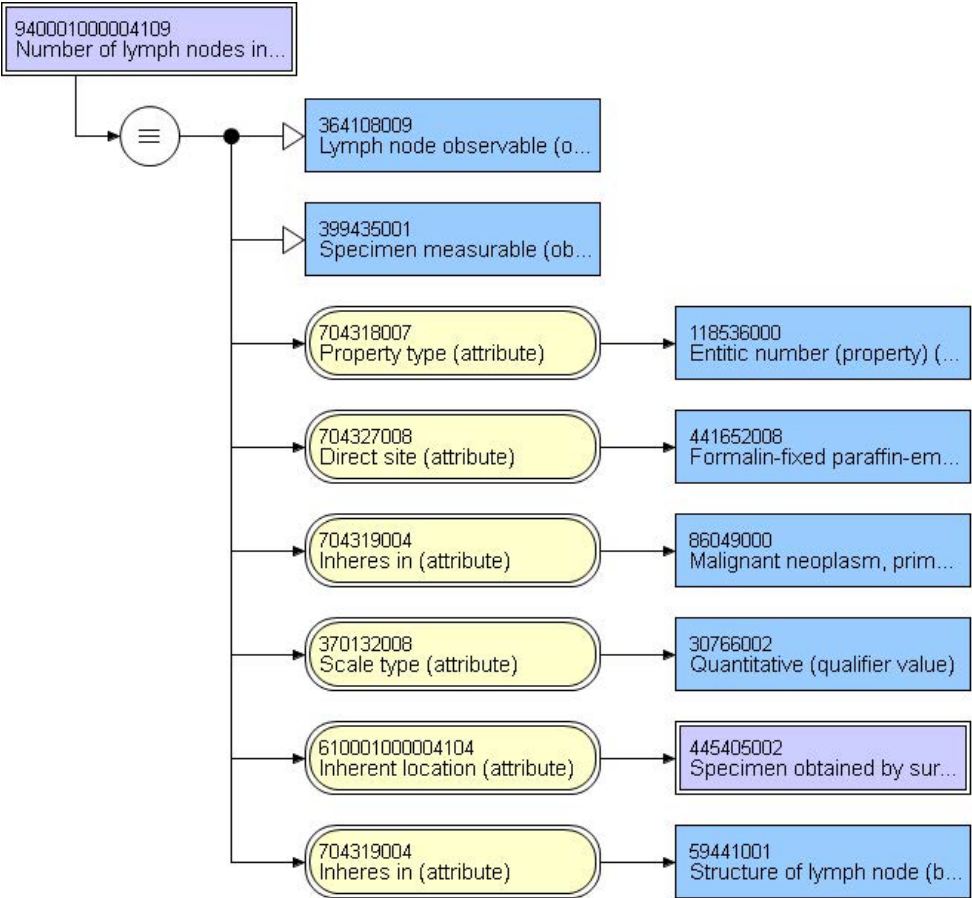 940001000004109
Number of lymph nodes in...
364108009
Lymph node observable (o...
399435001
Specimen measurable (ob...
704318007
Property type (attribute)
118536000
Entitic number (property) (...
704327008
Direct site (attribute)
441652008
Formalin-fixed paraffin-em...
704319004
Inheres in (attribute)
86049000
Malignant neoplasm, prim...
370132008
Scale type (attribute)
30766002
Quantitative (qualifier value)
610001000004104
Inherent location (attribute)
445405002
Specimen obtained by sur...
704319004
Inheres in (attribute)
59441001
Structure of lymph node (b...